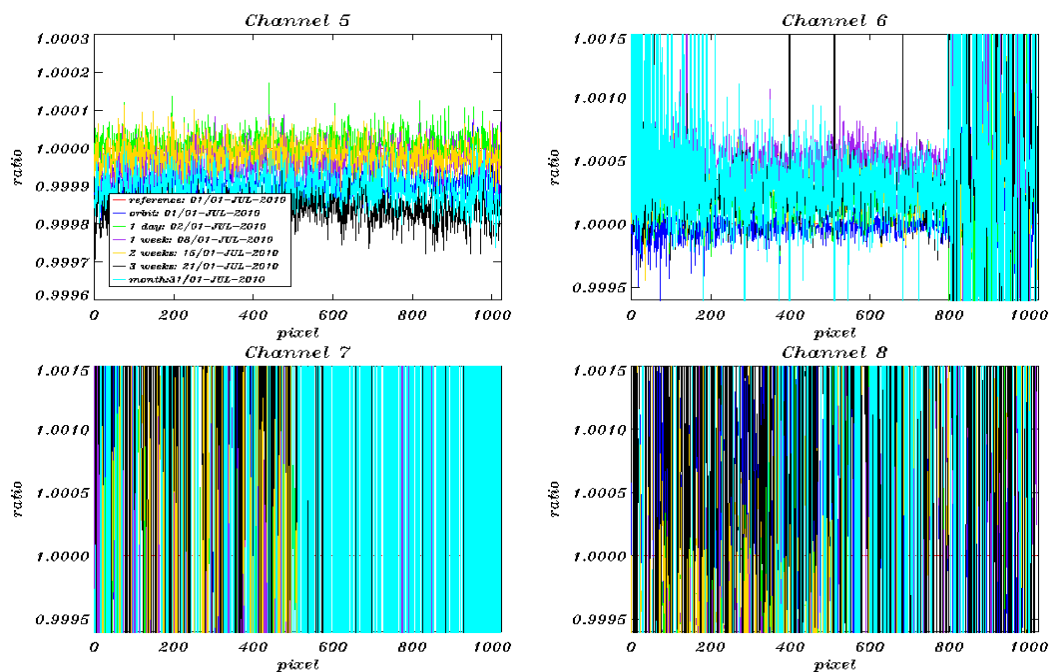 Channel 5
1.0003
1.0002
1.0001
1.0000
0.9999
0.9998
0.9997
0.9996
ratio
reference: 01/01-JUL-2010
orbit: 01/01-JUL-2010
1 day: 02/01-JUL-2010
1 week: 08/01-JUL-2010
2 weeks: 15/01-JUL-2010
3 weeks: 21/01-JUL-2010
month:31/01-JUL-2010
0 200 400 600 800 1000
pixel
Channel 6
1.0015
1.0010
1.0005
1.0000
0.9995
ratio
0 200 400 600 800 1000
pixel
Channel 7
1.0015
1.0010
1.0005
1.0000
0.9995
ratio
0 200 400 600 800 1000
pixel
Channel 8
1.0015
1.0010
1.0005
1.0000
0.9995
ratio
0 200 400 600 800 1000
pixel